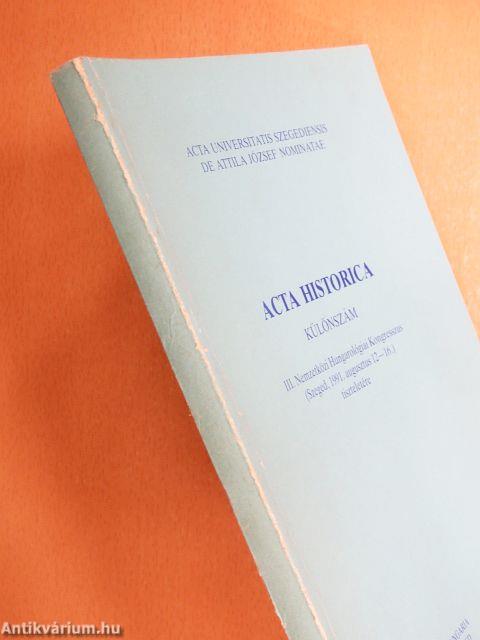 ACTA UNIVERSITATIS SZEGEDIENSIS
DE ATTILA JÓZSEF NOMINATAE
ACTA HISTORICA
KÜLÖNSZÁM
III. Nemzetközi Hungarológiai Kongresszus
(Szeged, 1991. augusztus 12—16.)
tiszteletére
Antikvárium.hu